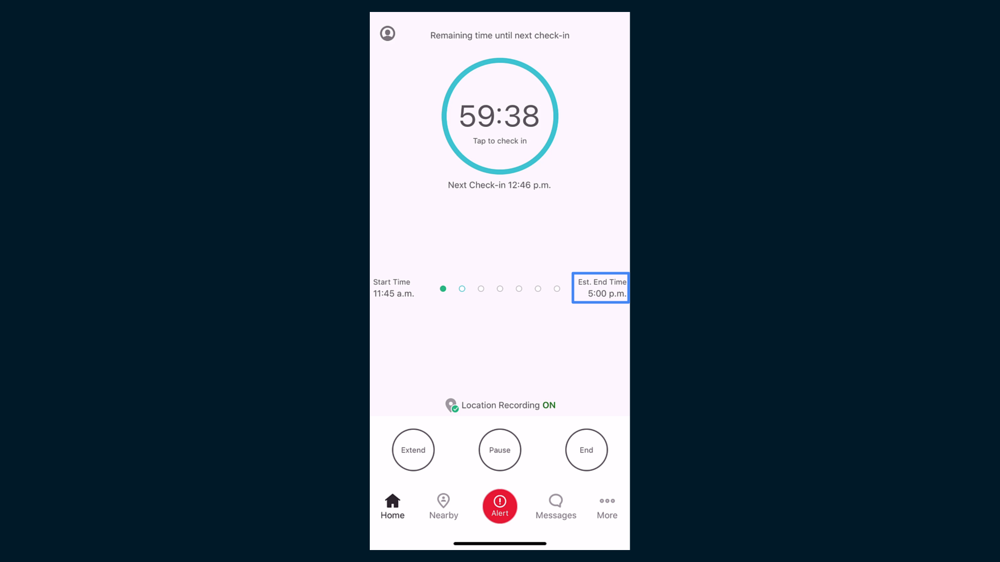 Remaining time until next check-in
59:38
Tap to check in
Next Check-in 12:46 p.m.
Start Time
11:45 a.m.
Est. End Time
5:00 p.m.
Location Recording ON
Extend
Pause
End
Home
Nearby
Alert
Messages
More